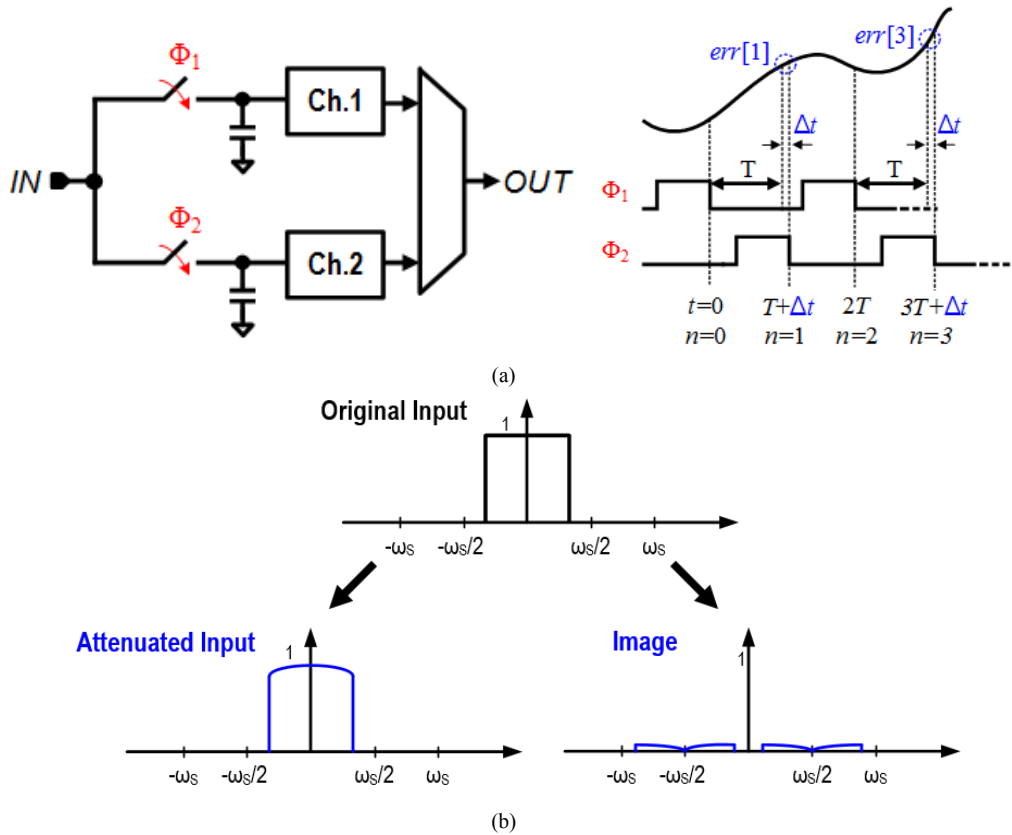 Φ1
Ch.1
IN
OUT
Φ2
Ch.2
err[1]
err[3]
Δt
Δt
T
T
Φ1
Φ2
t=0
T+Δt
2T
3T+Δt
n=0
n=1
n=2
n=3
(a)
Original Input
1
-ωS
-ωS/2
ωS/2
ωS
Attenuated Input
1
-ωS
-ωS/2
ωS/2
ωS
Image
1
-ωS
-ωS/2
ωS/2
ωS
(b)